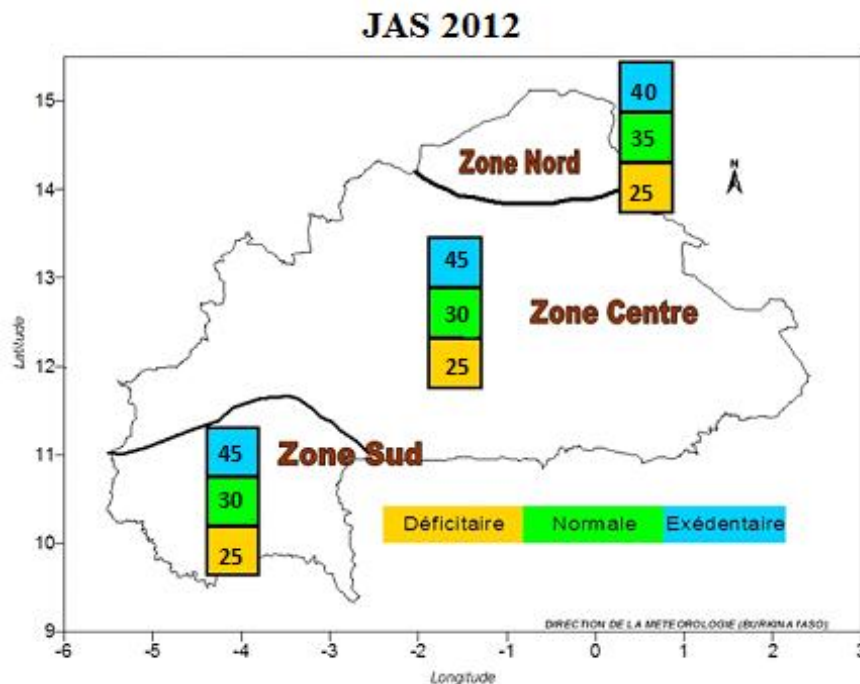 JAS 2012
15
14
13
12
11
10
9
Latitude
40
35
25
Zone Nord
N
45
30
25
Zone Centre
45
30
25
Zone Sud
Déficitaire Normale Exédentaire
DIRECTION DE LA METEOROLOGIE (BURKINA FASO)
-6 -5 -4 -3 -2 -1 0 1 2 3
Longitude